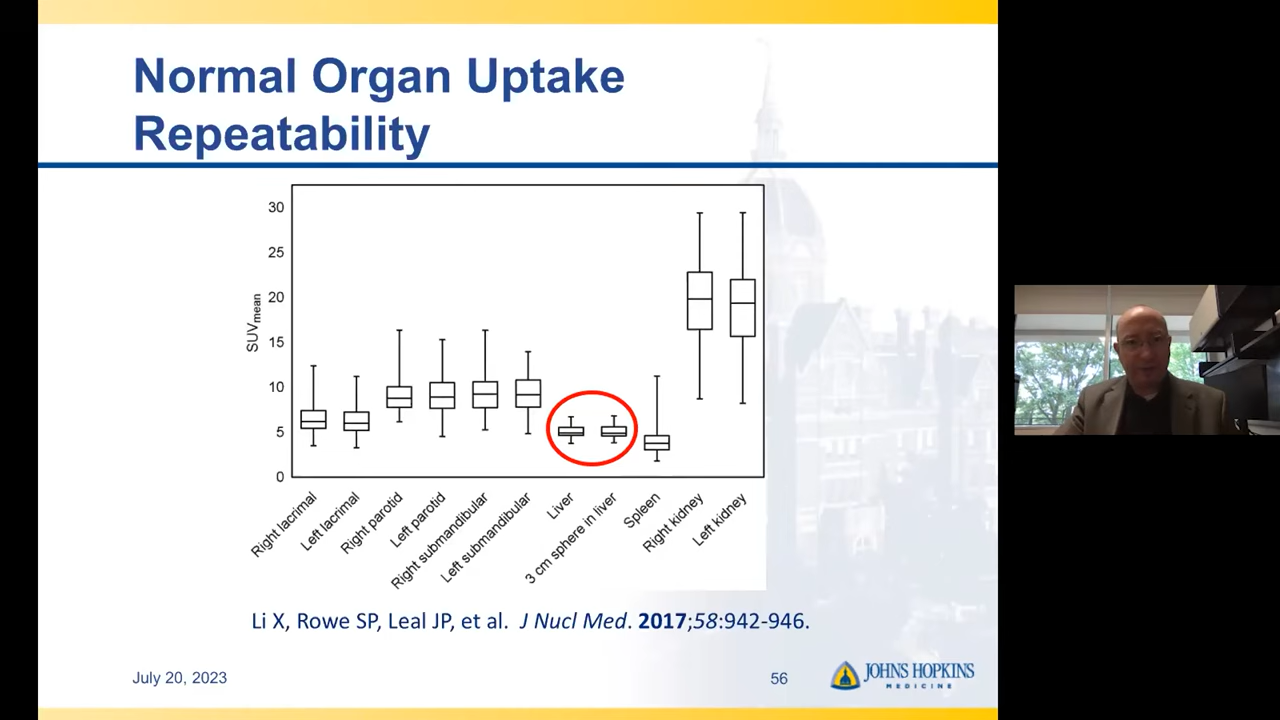 Normal Organ Uptake
Repeatability
30
25
20
15
10
5
0
SUVmean
Right lacrimal
Left lacrimal
Right parotid
Left parotid
Right submandibular
Left submandibular
Liver
3 cm sphere in liver
Spleen
Right kidney
Left kidney
Li X, Rowe SP, Leal JP, et al. J Nucl Med. 2017;58:942-946.
July 20, 2023
56
JOHNS HOPKINS
MEDICINE